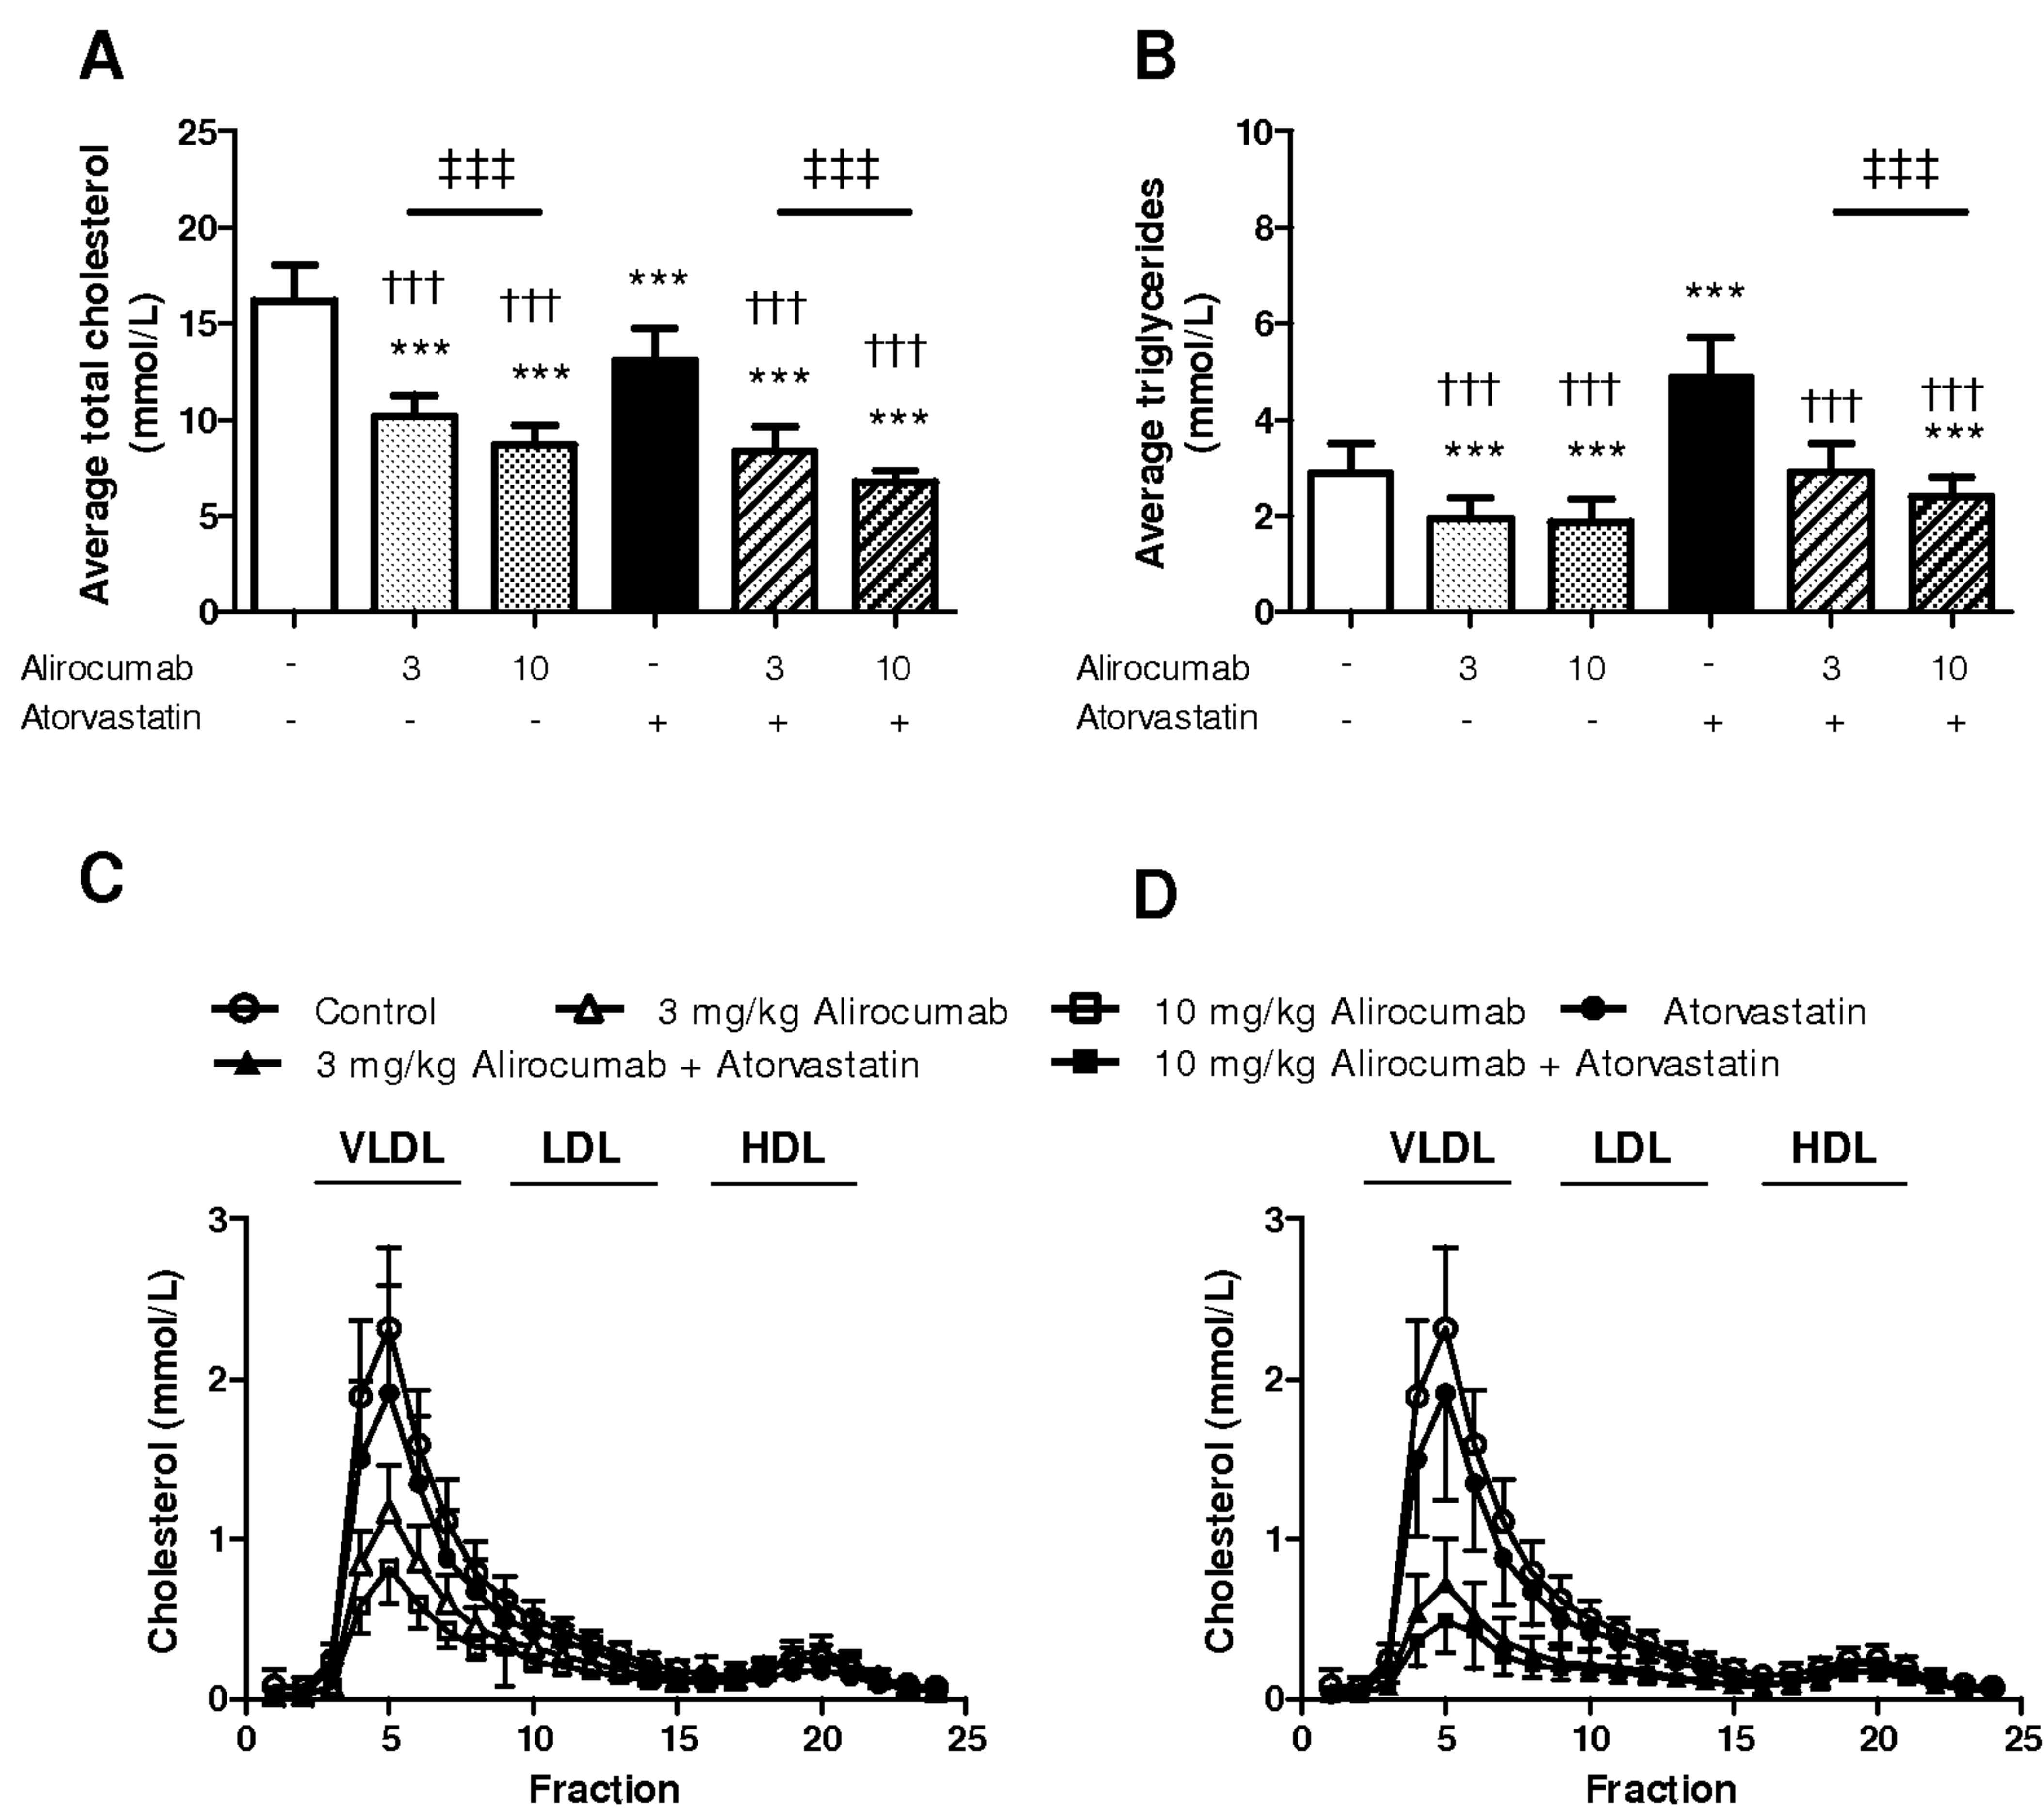 A
B
25
20
15
10
5
0
Average total cholesterol
(mmol/L)
‡‡‡
‡‡‡
†††
***
†††
***
***
†††
***
†††
***
Alirocumab - 3 10 - 3 10
Atorvastatin - - - + + +
10
8
6
4
2
0
Average triglycerides
(mmol/L)
‡‡‡
†††
***
†††
***
***
†††
†††
***
Alirocumab - 3 10 - 3 10
Atorvastatin - - - + + +
C
D
Control 3 mg/kg Alirocumab 10 mg/kg Alirocumab Atorvastatin
3 mg/kg Alirocumab + Atorvastatin 10 mg/kg Alirocumab + Atorvastatin
VLDL LDL HDL
3
2
1
0
Cholesterol (mmol/L)
0 5 10 15 20 25
Fraction
VLDL LDL HDL
3
2
1
0
Cholesterol (mmol/L)
0 5 10 15 20 25
Fraction